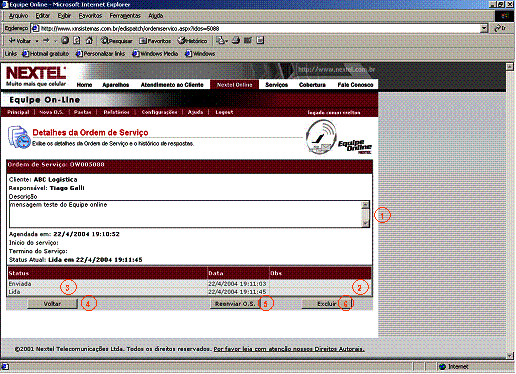 Equipe Online - Microsoft Internet Explorer
Arquivo Editar Exibir Favoritos Ferramentas Ajuda
Endereço http://www.xnsistemas.com.br/edispatch/ordemservico.aspx?idos=5088 Ir
Voltar Pesquisar Favoritos Histórico
Links Hotmail gratuito Personalizar links Windows Media Windows
NEXTEL
Muito mais que celular
http://www.nextel.com.br
Home Aparelhos Atendimento ao Cliente Nextel Online Serviços Cobertura Fale Conosco
Equipe On-Line
Principal Nova O.S. Pastas Relatórios Configurações Ajuda Logout
logado como: evelton
Detalhes da Ordem de Serviço
Exibe os detalhes da Ordem de Serviço e o histórico de respostas.
Equipe Online
NEXTEL
Ordem de Serviço: OW005088
Cliente: ABC Logistica
Responsável: Tiago Galli
Descrição
mensagem teste do Equipe online
1
Agendada em: 22/4/2004 19:10:52
Inicio do serviço:
Termino do Serviço:
Status Atual: Lida em 22/4/2004 19:11:45
Status Data Obs
Enviada 22/4/2004 19:11:03
Lida 22/4/2004 19:11:45
3
2
Voltar 4 Reenviar O.S. 5 Excluir 6
©2001 Nextel Telecomunicações Ltda. Todos os direitos reservados. Por favor leia com atenção nossos Direitos Autorais.
Internet